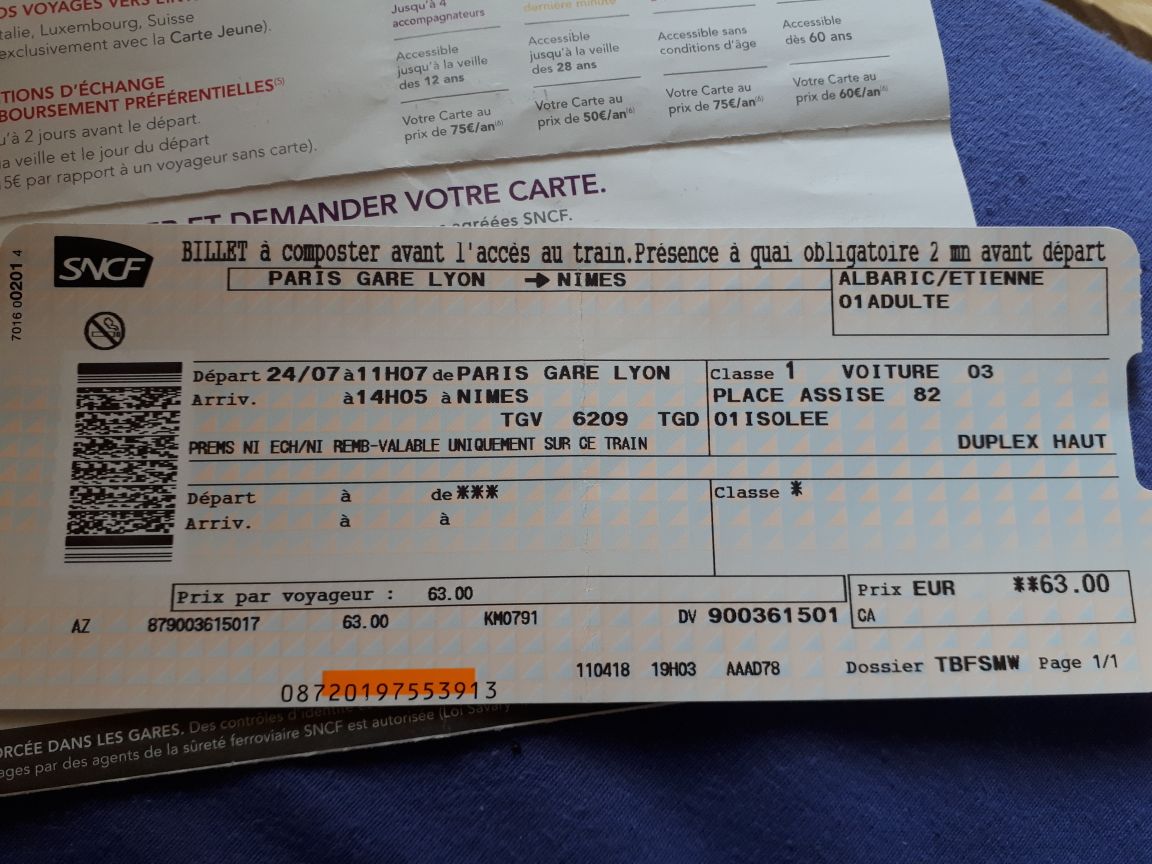 OS VOYAGES VERS
talie, Luxembourg, Suisse
exclusivement avec la Carte Jeune).
TIONS D'ÉCHANGE
BOURSEMENT PRÉFÉRENTIELLES(5)
u'à 2 jours avant le départ.
a veille et le jour du départ
15€ par rapport à un voyageur sans carte).
Jusqu'à 4
accompagnateurs
Accessible
jusqu'à la veille
des 12 ans
Votre Carte au
prix de 75€/an(6)
dernière minute
Accessible
jusqu'à la veille
des 28 ans
Votre Carte au
prix de 50€/an(6)
Accessible sans
conditions d'âge
Votre Carte au
prix de 75€/an(6)
Accessible
dès 60 ans
Votre Carte au
prix de 60€/an(6)
ER ET DEMANDER VOTRE CARTE.
agréées SNCF.
7016 00201 4
SNCF
BILLET à composter avant l'accès au train.Présence à quai obligatoire 2 mn avant départ
PARIS GARE LYON → NIMES
ALBARIC/ETIENNE
01ADULTE
Départ 24/07 à 11H07 de PARIS GARE LYON
Arriv. à 14H05 à NIMES
TGV 6209 TGD
PREMS NI ECH/NI REMB-VALABLE UNIQUEMENT SUR CE TRAIN
Classe 1 VOITURE 03
PLACE ASSISE 82
01ISOLEE
DUPLEX HAUT
Départ à de ***
Arriv. à à
Classe *
Prix par voyageur : 63.00
Prix EUR **63.00
CA
AZ 879003615017 63.00 KM0791 DV 900361501
110418 19H03 AAAD78 Dossier TBFSMW Page 1/1
08720197553913
ORCÉE DANS LES GARES. Des contrôles d'identité
ages par des agents de la sûreté ferroviaire SNCF est autorisée (Loi Savary